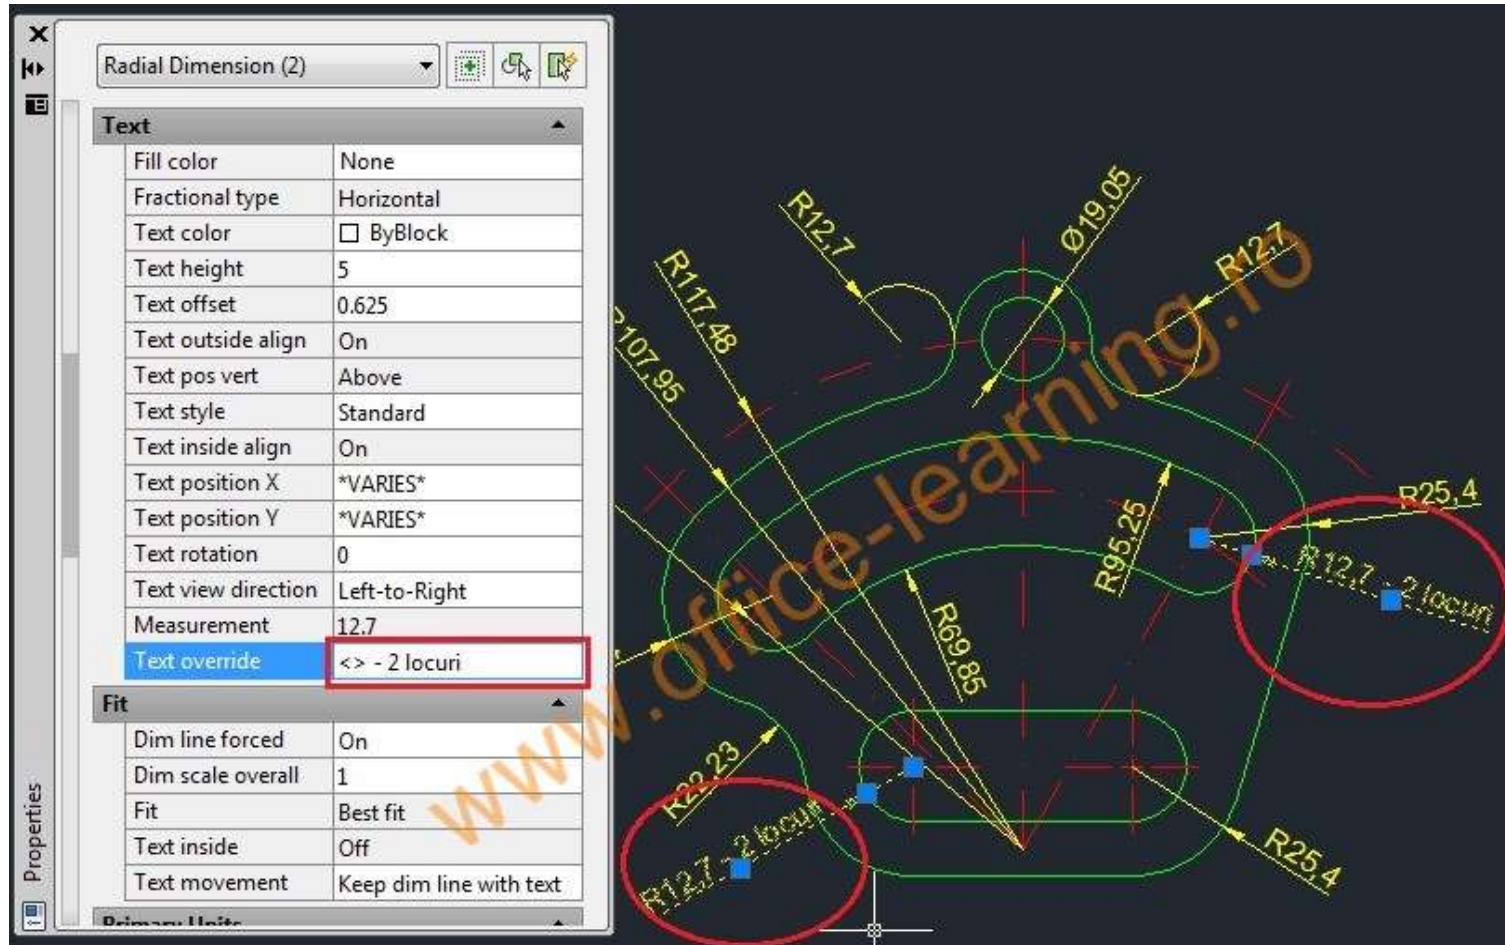 Radial Dimension (2)
Text
Fill color None
Fractional type Horizontal
Text color ByBlock
Text height 5
Text offset 0.625
Text outside align On
Text pos vert Above
Text style Standard
Text inside align On
Text position X *VARIES*
Text position Y *VARIES*
Text rotation 0
Text view direction Left-to-Right
Measurement 12.7
Text override <> - 2 locuri
Fit
Dim line forced On
Dim scale overall 1
Fit Best fit
Text inside Off
Text movement Keep dim line with text
Primary Units
Properties
R12,7
Ø19,05
R12,7
R117,48
R107,95
R25,4
R95,25
R12,7 - 2 locuri
R69,85
R22,23
R12,7 - 2 locuri
R25,4
www.office-learning.ro